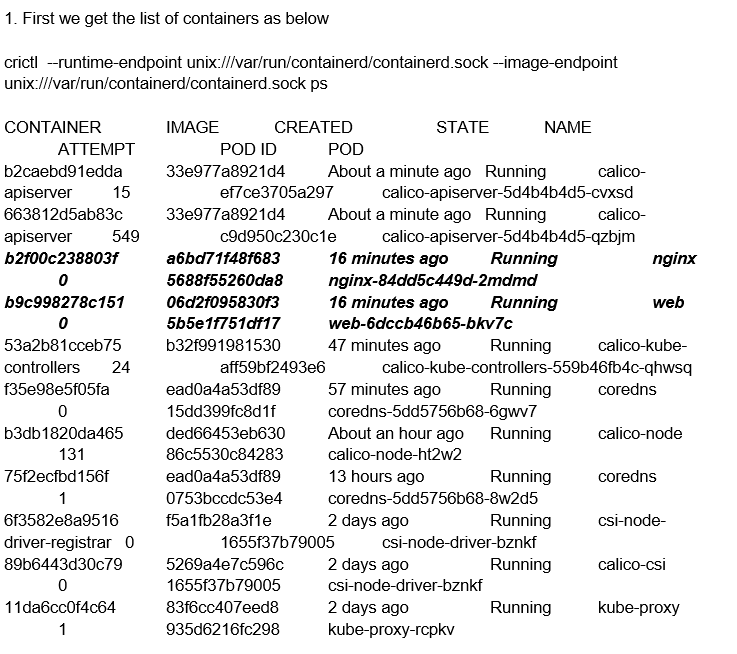 1. First we get the list of containers as below
crictl --runtime-endpoint unix:///var/run/containerd/containerd.sock --image-endpoint
unix:///var/run/containerd/containerd.sock ps
CONTAINER IMAGE CREATED STATE NAME
ATTEMPT POD ID POD
b2caebd91edda 33e977a8921d4 About a minute ago Running calico-
apiserver 15 ef7ce3705a297 calico-apiserver-5d4b4b4d5-cvxsd
663812d5ab83c 33e977a8921d4 About a minute ago Running calico-
apiserver 549 c9d950c230c1e calico-apiserver-5d4b4b4d5-qzbjm
b2f00c238803f a6bd71f48f683 16 minutes ago Running nginx
0 5688f55260da8 nginx-84dd5c449d-2mdmd
b9c998278c151 06d2f095830f3 16 minutes ago Running web
0 5b5e1f751df17 web-6dccb46b65-bkv7c
53a2b81cceb75 b32f991981530 47 minutes ago Running calico-kube-
controllers 24 aff59bf2493e6 calico-kube-controllers-559b46fb4c-qhwsq
f35e98e5f05fa ead0a4a53df89 57 minutes ago Running coredns
0 15dd399fc8d1f coredns-5dd5756b68-6gwv7
b3db1820da465 ded66453eb630 About an hour ago Running calico-node
131 86c5530c84283 calico-node-ht2w2
75f2ecfbd156f ead0a4a53df89 13 hours ago Running coredns
1 0753bccdc53e4 coredns-5dd5756b68-8w2d5
6f3582e8a9516 f5a1fb28a3f1e 2 days ago Running csi-node-
driver-registrar 0 1655f37b79005 csi-node-driver-bznkf
89b6443d30c79 5269a4e7c596c 2 days ago Running calico-csi
0 1655f37b79005 csi-node-driver-bznkf
11da6cc0f4c64 83f6cc407eed8 2 days ago Running kube-proxy
1 935d6216fc298 kube-proxy-rcpkv